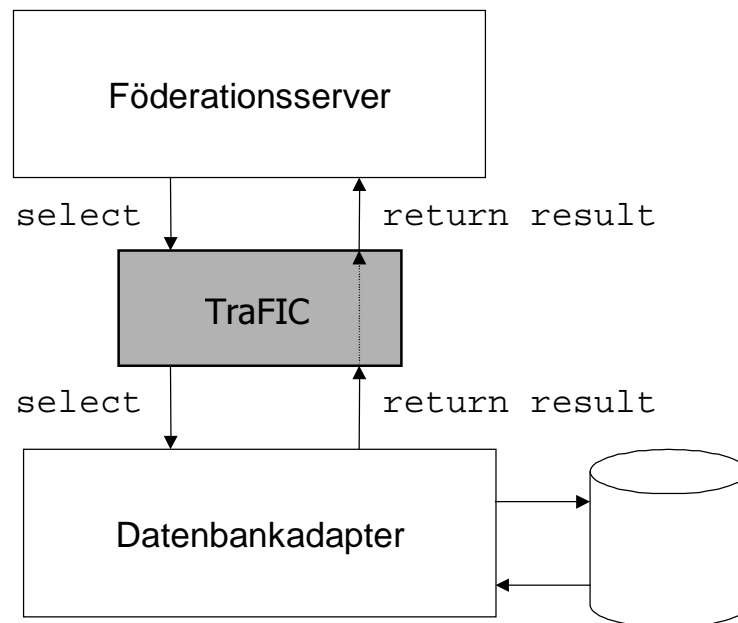 Föderationsserver
select
return result
TraFIC
select
return result
Datenbankadapter